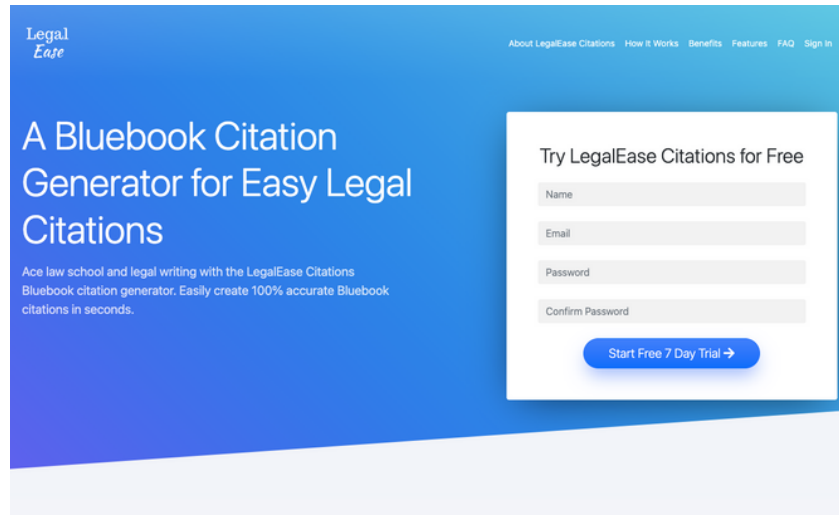 Legal
Ease
About LegalEase Citations How It Works Benefits Features FAQ Sign In
A Bluebook Citation
Generator for Easy Legal
Citations
Ace law school and legal writing with the LegalEase Citations
Bluebook citation generator. Easily create 100% accurate Bluebook
citations in seconds.
Try LegalEase Citations for Free
Name
Email
Password
Confirm Password
Start Free 7 Day Trial →